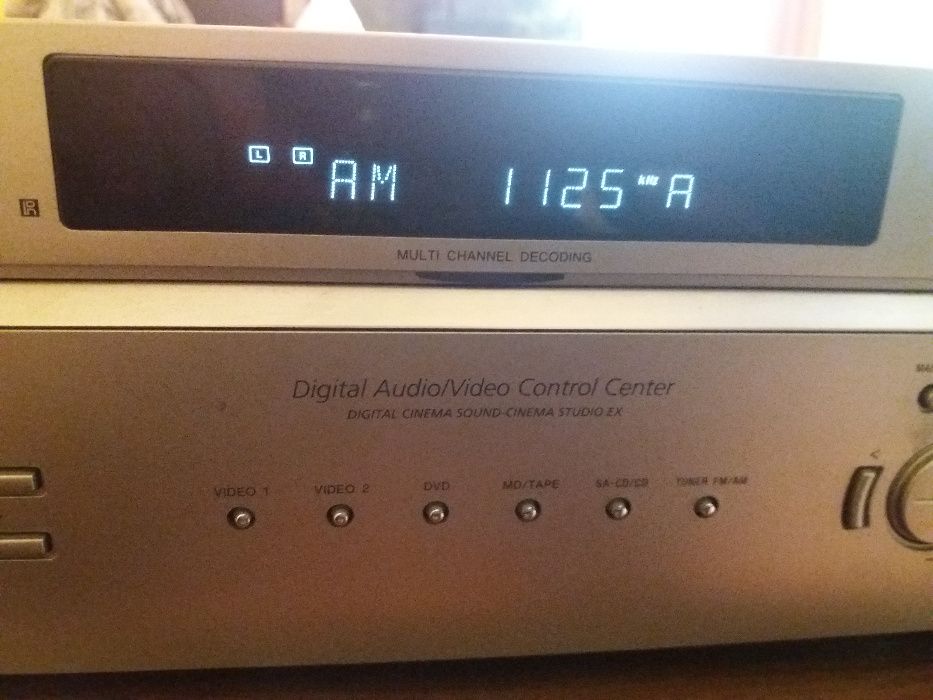 L R
AM 1125 kHz A
MULTI CHANNEL DECODING
Digital Audio/Video Control Center
DIGITAL CINEMA SOUND-CINEMA STUDIO EX
VIDEO 1 VIDEO 2 DVD MD/TAPE SA-CD/CD TUNER FM/AM